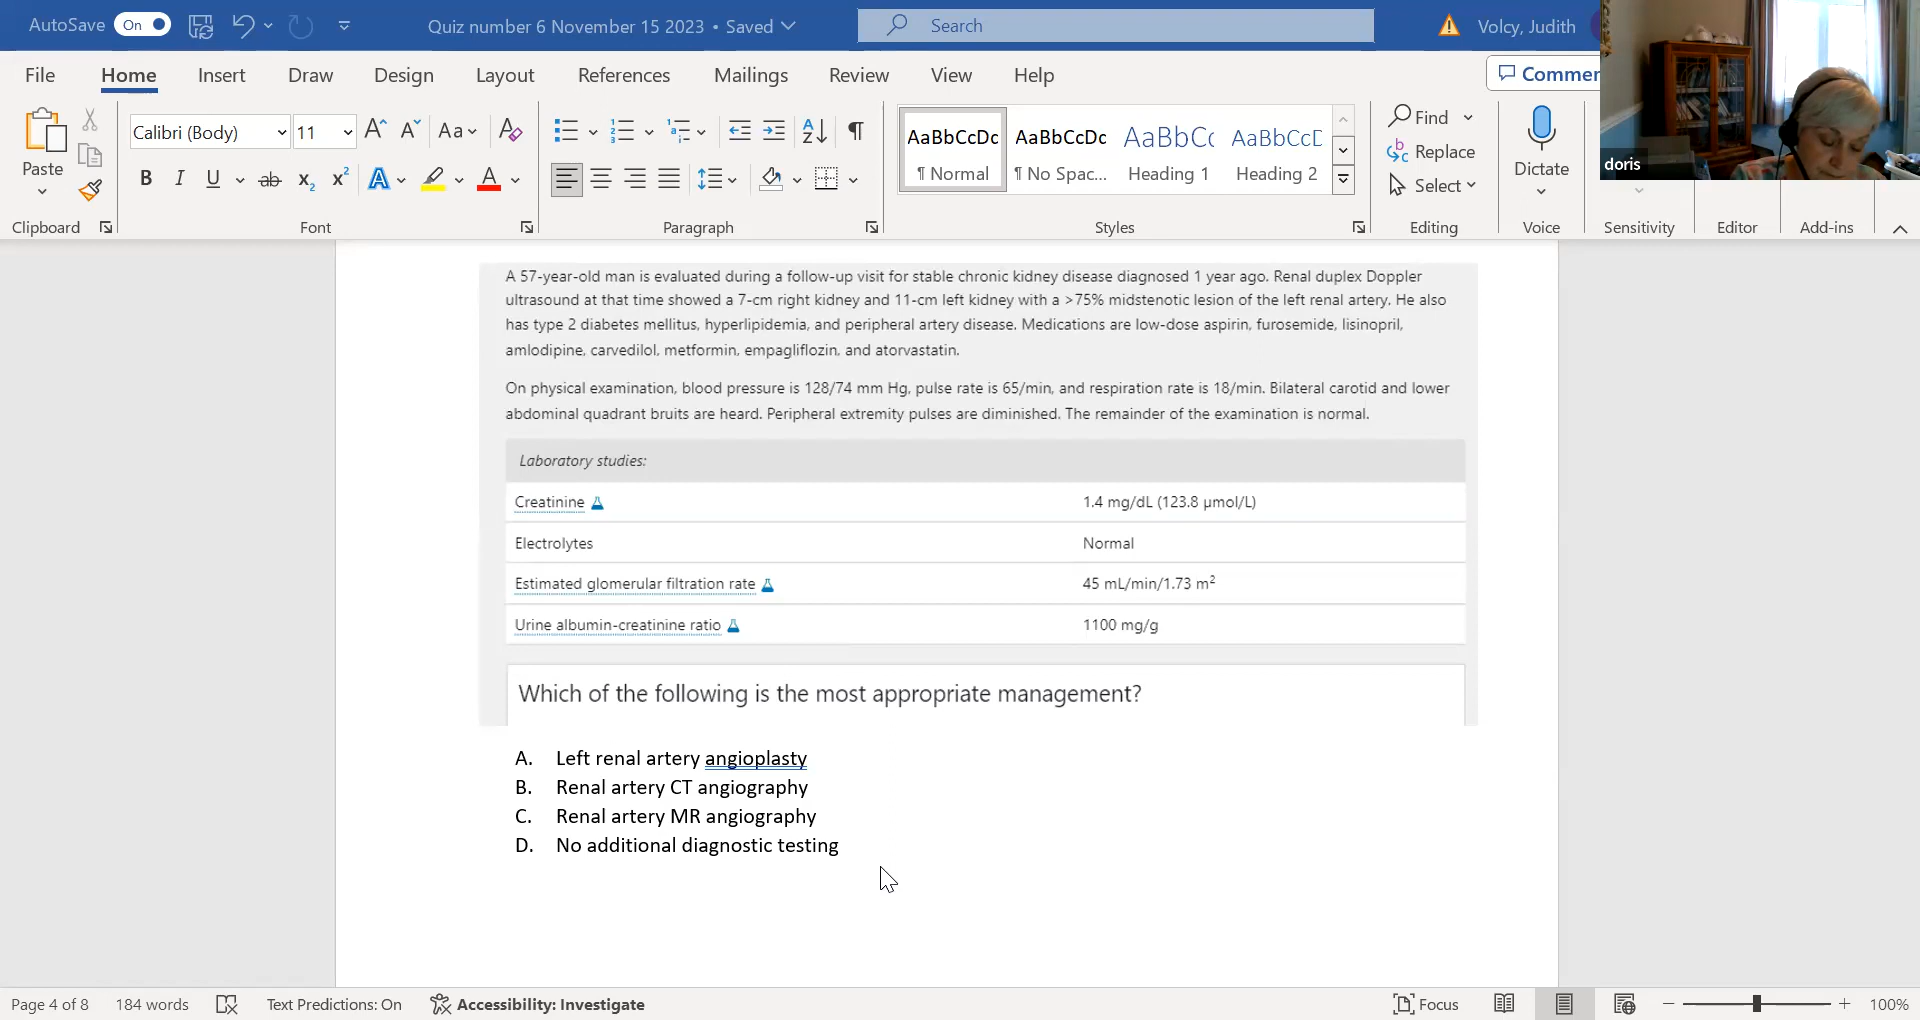 AutoSave On Quiz number 6 November 15 2023 • Saved Search Volcy, Judith
File Home Insert Draw Design Layout References Mailings Review View Help
Paste
Calibri (Body) 11 Aa
B I U ab x₂ x² A A
AaBbCcDc AaBbCcDc AaBbCc AaBbCcD
¶ Normal ¶ No Spac... Heading 1 Heading 2
Find
Replace
Select
Dictate
doris
Clipboard Font Paragraph Styles Editing Voice Sensitivity Editor Add-ins
A 57-year-old man is evaluated during a follow-up visit for stable chronic kidney disease diagnosed 1 year ago. Renal duplex Doppler
ultrasound at that time showed a 7-cm right kidney and 11-cm left kidney with a >75% midstenotic lesion of the left renal artery. He also
has type 2 diabetes mellitus, hyperlipidemia, and peripheral artery disease. Medications are low-dose aspirin, furosemide, lisinopril,
amlodipine, carvedilol, metformin, empagliflozin, and atorvastatin.
On physical examination, blood pressure is 128/74 mm Hg, pulse rate is 65/min, and respiration rate is 18/min. Bilateral carotid and lower
abdominal quadrant bruits are heard. Peripheral extremity pulses are diminished. The remainder of the examination is normal.
Laboratory studies:
Creatinine 1.4 mg/dL (123.8 µmol/L)
Electrolytes Normal
Estimated glomerular filtration rate 45 mL/min/1.73 m²
Urine albumin-creatinine ratio 1100 mg/g
Which of the following is the most appropriate management?
A. Left renal artery angioplasty
B. Renal artery CT angiography
C. Renal artery MR angiography
D. No additional diagnostic testing
Page 4 of 8 184 words Text Predictions: On Accessibility: Investigate Focus 100%